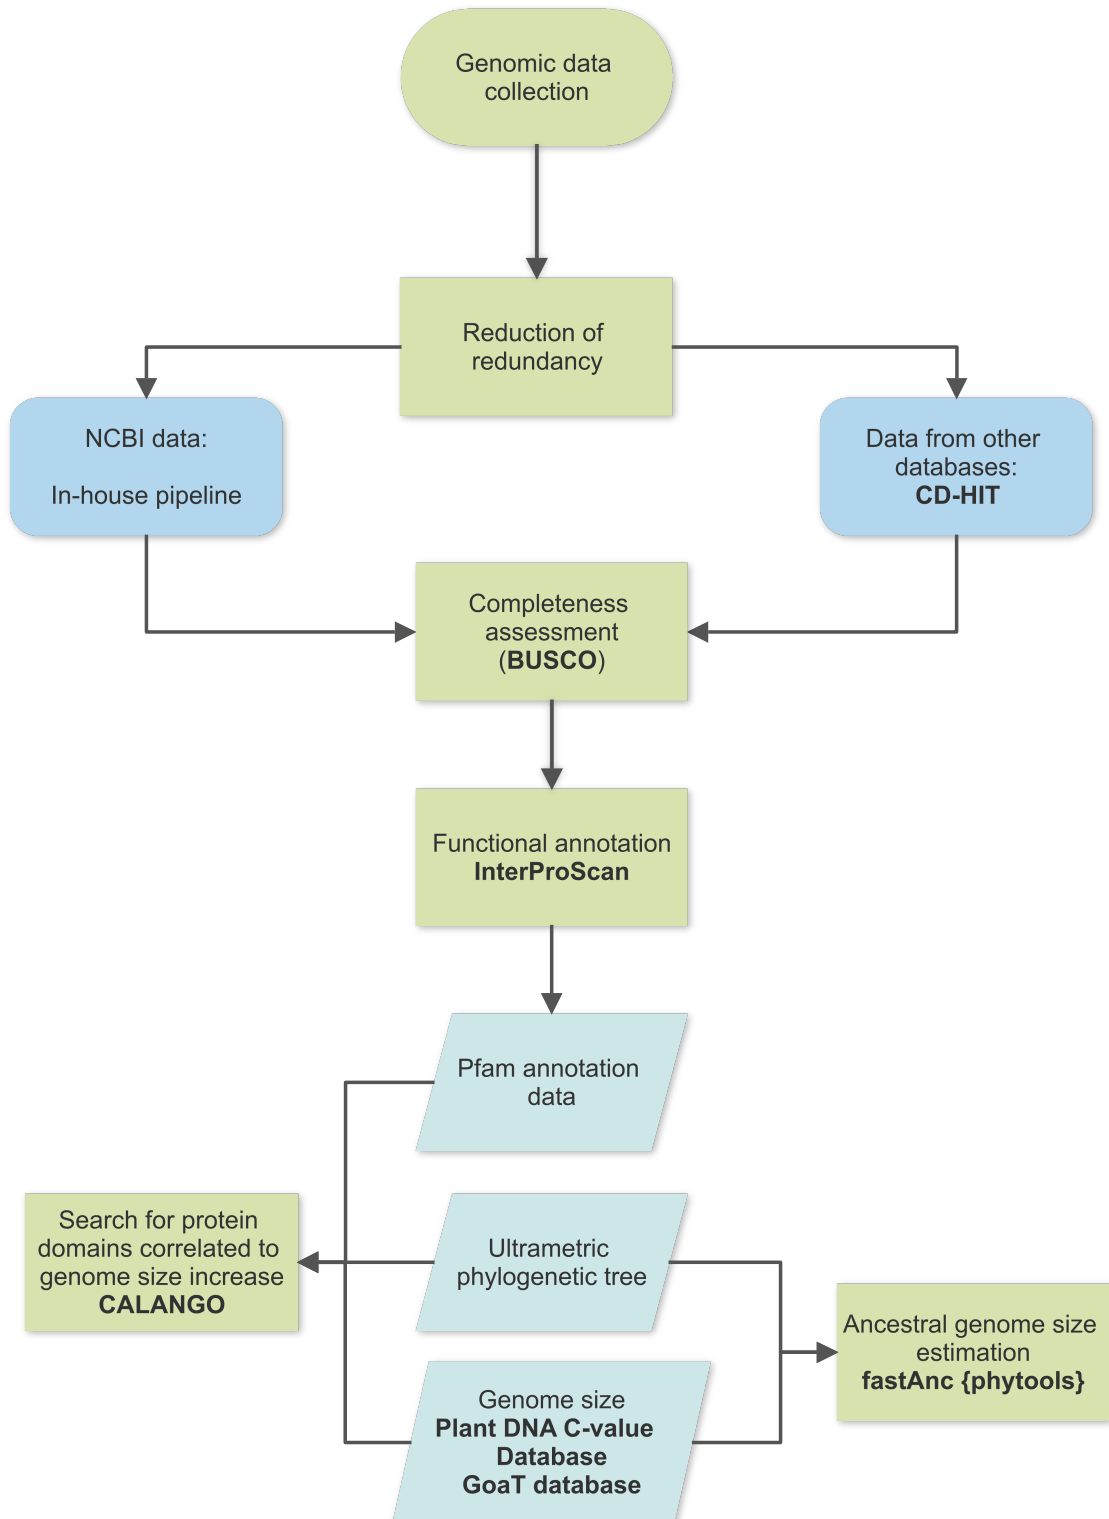 Genomic data
collection
Reduction of
redundancy
NCBI data:
In-house pipeline
Data from other
databases:
CD-HIT
Completeness
assessment
(BUSCO)
Functional annotation
InterProScan
Pfam annotation
data
Search for protein
domains correlated to
genome size increase
CALANGO
Ultrametric
phylogenetic tree
Ancestral genome size
estimation
fastAnc {phytools}
Genome size
Plant DNA C-value
Database
GoaT database